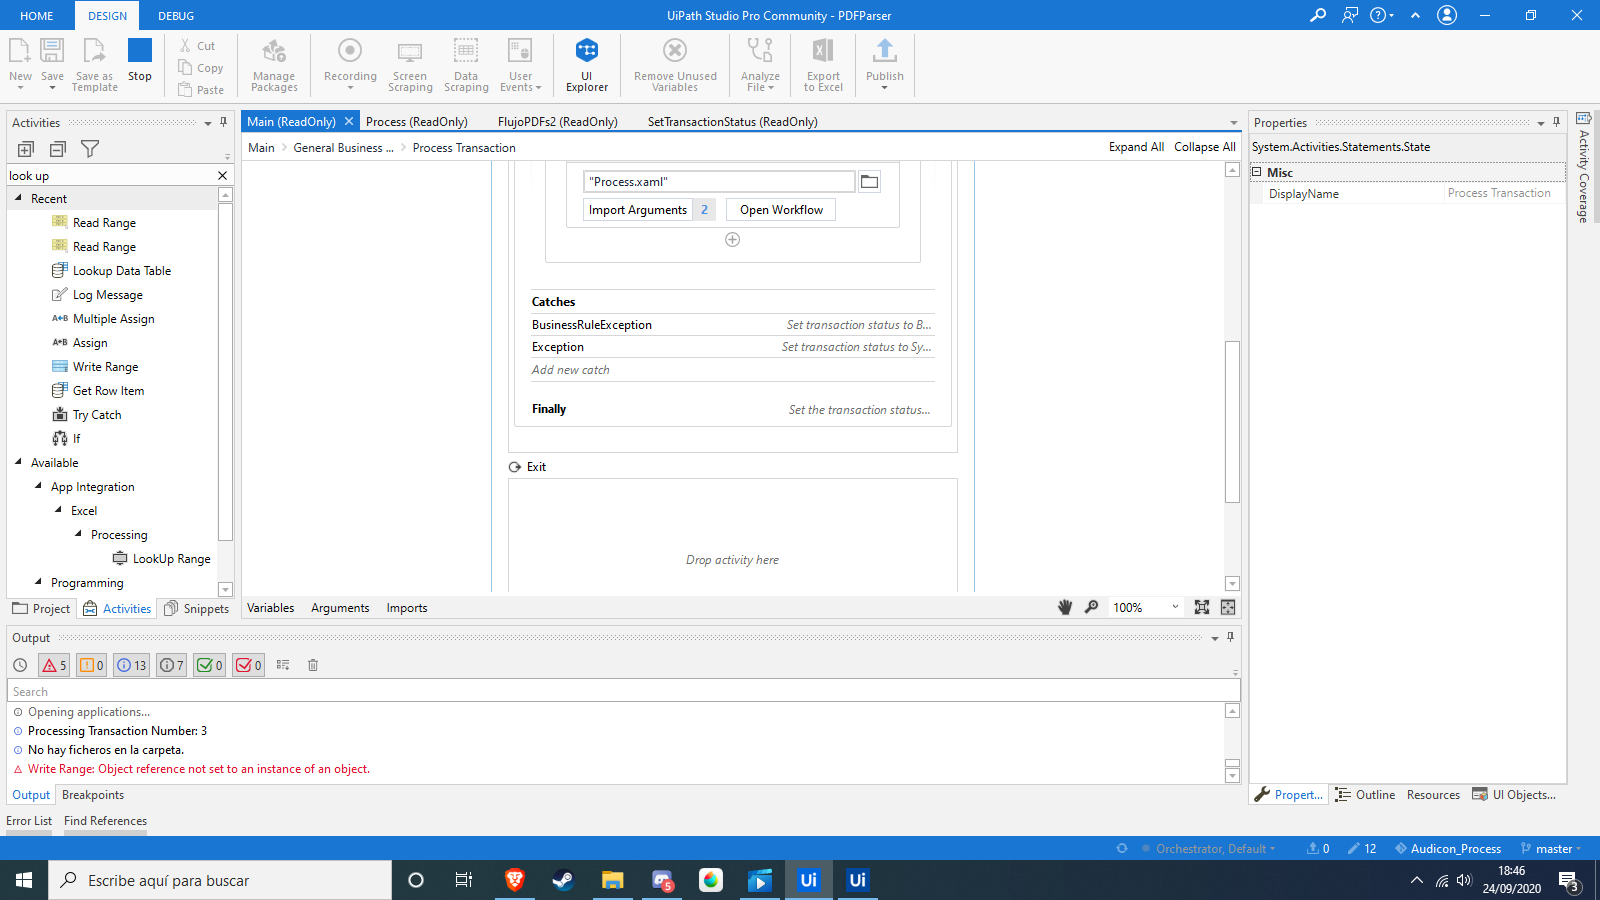 HOME DESIGN DEBUG UiPath Studio Pro Community - PDFParser
New Save Save as Template Stop Cut Copy Paste Manage Packages Recording Screen Scraping Data Scraping User Events UI Explorer Remove Unused Variables Analyze File Export to Excel Publish
Activities
look up
Recent
Read Range
Read Range
Lookup Data Table
Log Message
A+B Multiple Assign
A+B Assign
Write Range
Get Row Item
Try Catch
If
Available
App Integration
Excel
Processing
LookUp Range
Programming
Project Activities Snippets
Main (ReadOnly) Process (ReadOnly) FlujoPDFs2 (ReadOnly) SetTransactionStatus (ReadOnly)
Main General Business ... Process Transaction Expand All Collapse All
"Process.xaml"
Import Arguments 2 Open Workflow
Catches
BusinessRuleException Set transaction status to B...
Exception Set transaction status to Sy...
Add new catch
Finally Set the transaction status...
Exit
Drop activity here
Variables Arguments Imports 100%
Properties
System.Activities.Statements.State
Misc
DisplayName Process Transaction
Activity Coverage
Propert... Outline Resources UI Objects...
Output
5 0 13 7 0 0
Search
Opening applications...
Processing Transaction Number: 3
No hay ficheros en la carpeta.
Write Range: Object reference not set to an instance of an object.
Output Breakpoints
Error List Find References
Orchestrator, Default 0 12 Audicon_Process master
Escribe aquí para buscar
5
Ui Ui
18:46
24/09/2020
3